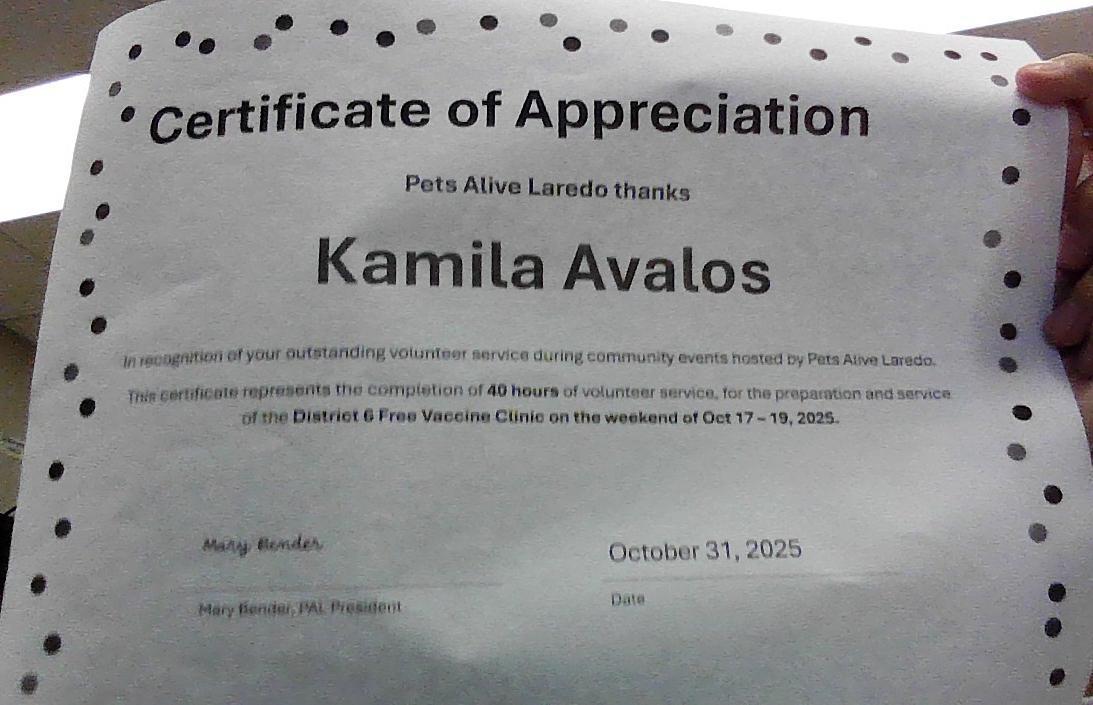 Certificate of Appreciation
Pets Alive Laredo thanks
Kamila Avalos
In recognition of your outstanding volunteer service during community events hosted by Pets Alive Laredo.
This certificate represents the completion of 40 hours of volunteer service, for the preparation and service
of the District 6 Free Vaccine Clinic on the weekend of Oct 17 – 19, 2025.
Mary Bender
October 31, 2025
Mary Bender, PAL President
Date